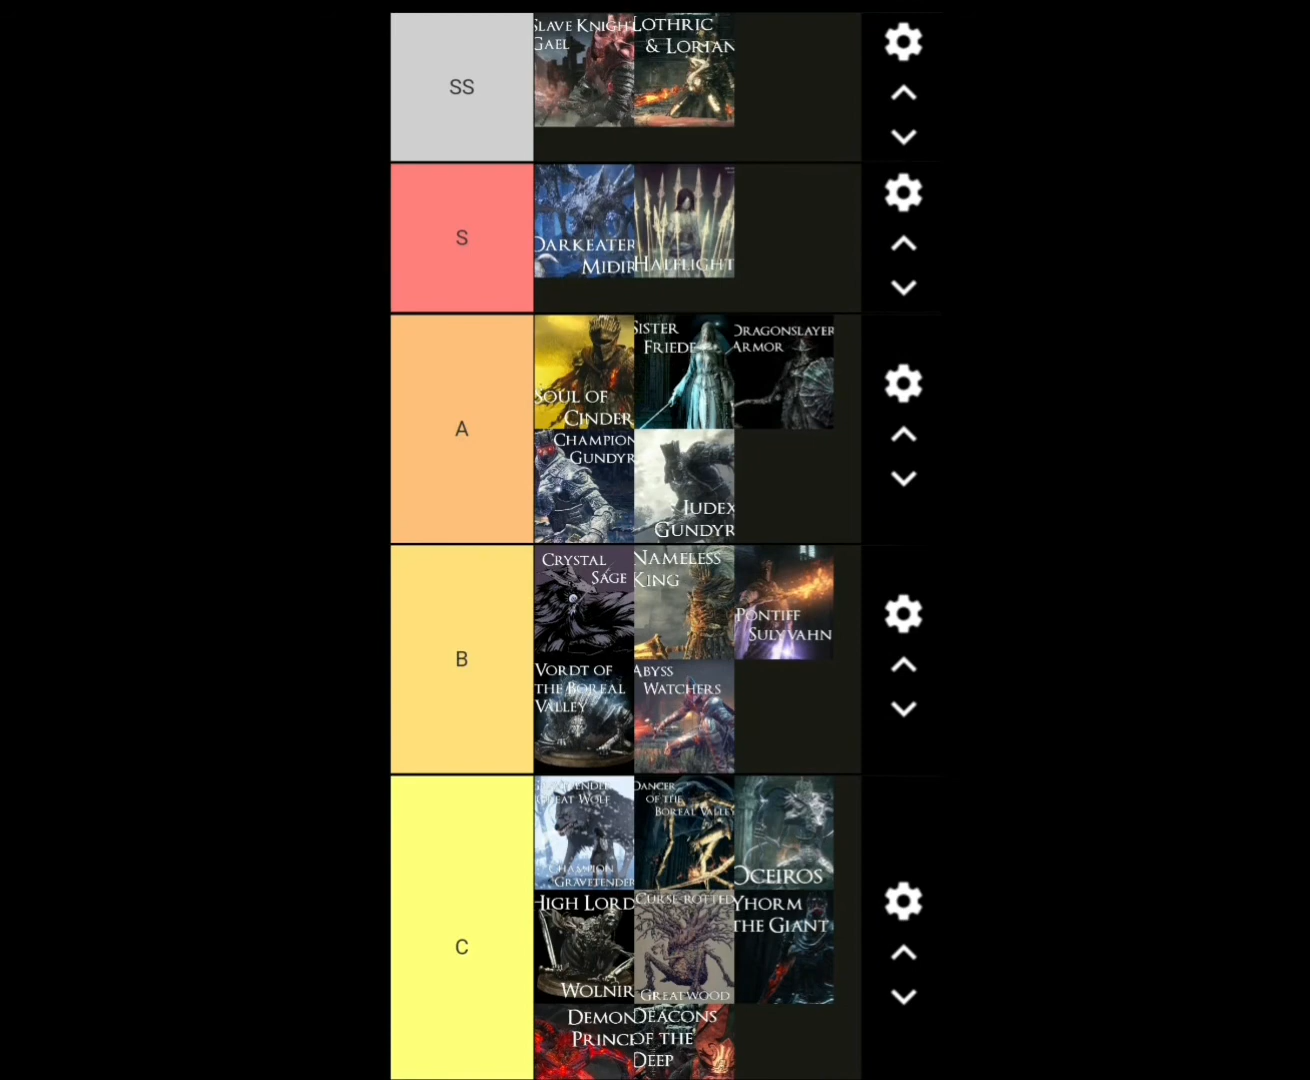 SS
SLAVE KNIGHT
GAEL
LOTHRIC
& LORIAN
S
DARKEATER
MIDIR
HALFLIGHT
A
SOUL OF
CINDER
SISTER
FRIEDE
DRAGONSLAYER
ARMOR
CHAMPION
GUNDYR
IUDEX
GUNDYR
B
CRYSTAL
SAGE
NAMELESS
KING
PONTIFF
SULYVAHN
VORDT OF
THE BOREAL
VALLEY
ABYSS
WATCHERS
C
GREAT WOLF
CHAMPION
GRAVETENDER
DANCER
OF THE
BOREAL VALLEY
OCEIROS
HIGH LORD
WOLNIR
CURSE-ROTTED
GREATWOOD
YHORM
THE GIANT
DEMON
PRINCE
DEACONS
OF THE
DEEP